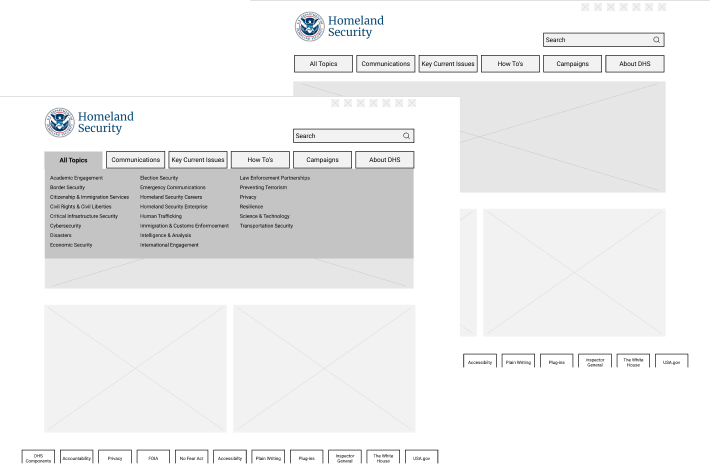 Homeland
Security
Search
All Topics
Communications
Key Current Issues
How To's
Campaigns
About DHS
Homeland
Security
Search
All Topics
Communications
Key Current Issues
How To's
Campaigns
About DHS
Academic Engagement
Border Security
Citizenship & Immigration Services
Civil Rights & Civil Liberties
Critical Infrastructure Security
Cybersecurity
Disasters
Economic Security
Election Security
Emergency Communications
Homeland Security Careers
Homeland Security Enterprise
Human Trafficking
Immigration & Customs Enforncement
Intelligence & Analysis
International Engagement
Law Enforcement Partnerships
Preventing Terrorism
Privacy
Resilience
Science & Technology
Transportation Security
Accessibilty
Plain Writing
Plug-ins
Inspector
General
The White
House
USA.gov
DHS
Components
Accountability
Privacy
FOIA
No Fear Act
Accessibilty
Plain Writing
Plug-ins
Inspector
General
The White
House
USA.gov